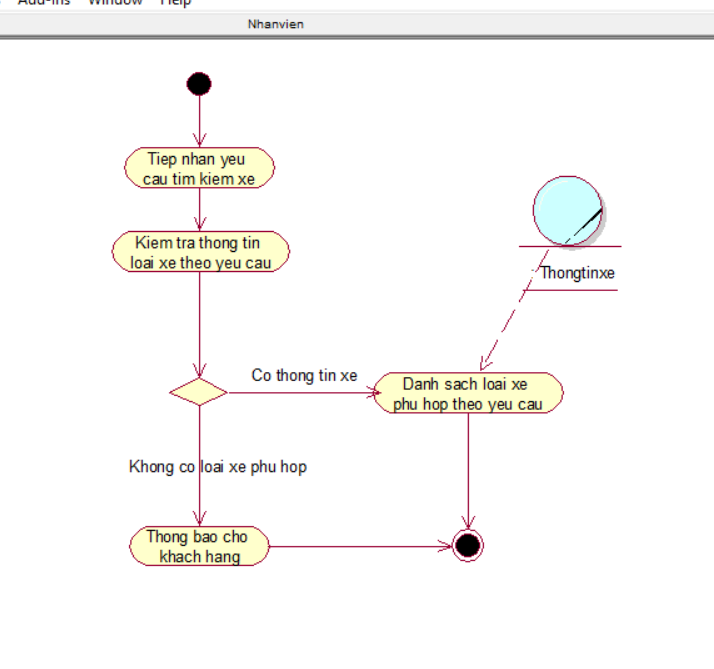 Add-Ins Window Help
Nhanvien
Tiep nhan yeu
cau tim kiem xe
Kiem tra thong tin
loai xe theo yeu cau
Thongtinxe
Co thong tin xe
Danh sach loai xe
phu hop theo yeu cau
Khong co loai xe phu hop
Thong bao cho
khach hang